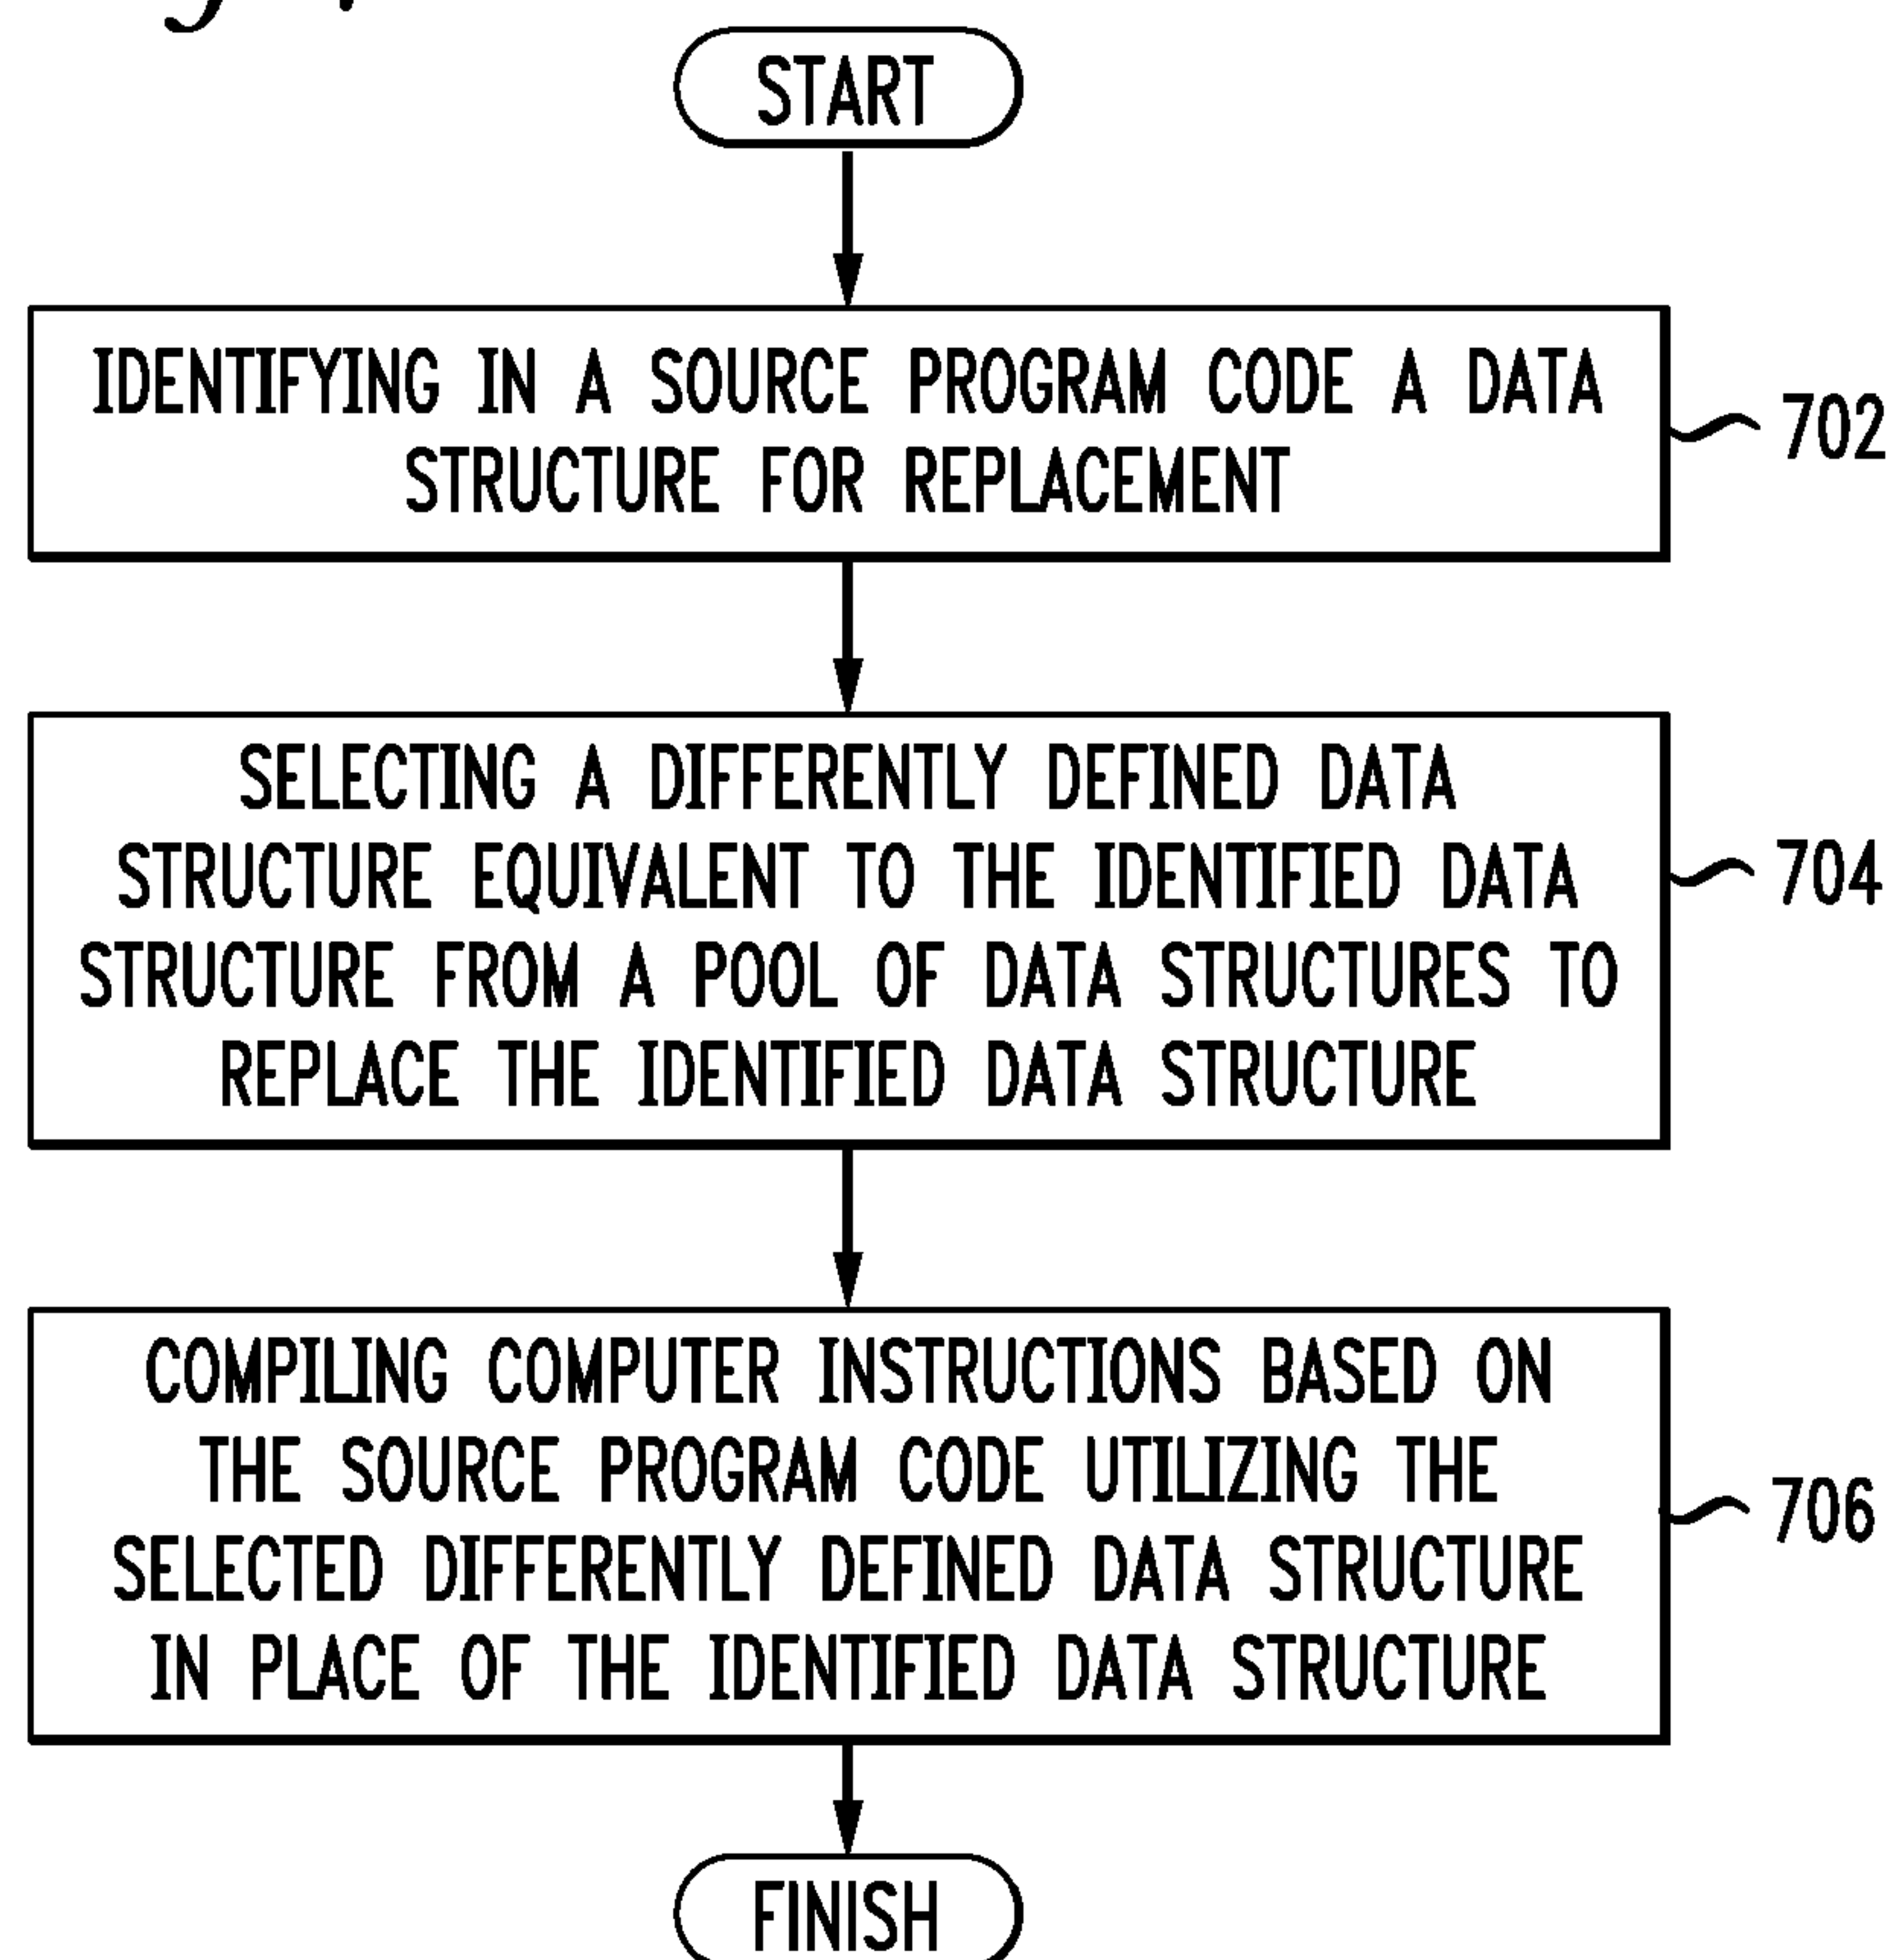 START
IDENTIFYING IN A SOURCE PROGRAM CODE A DATA
STRUCTURE FOR REPLACEMENT
702
SELECTING A DIFFERENTLY DEFINED DATA
STRUCTURE EQUIVALENT TO THE IDENTIFIED DATA
STRUCTURE FROM A POOL OF DATA STRUCTURES TO
REPLACE THE IDENTIFIED DATA STRUCTURE
704
COMPILING COMPUTER INSTRUCTIONS BASED ON
THE SOURCE PROGRAM CODE UTILIZING THE
SELECTED DIFFERENTLY DEFINED DATA STRUCTURE
IN PLACE OF THE IDENTIFIED DATA STRUCTURE
706
FINISH